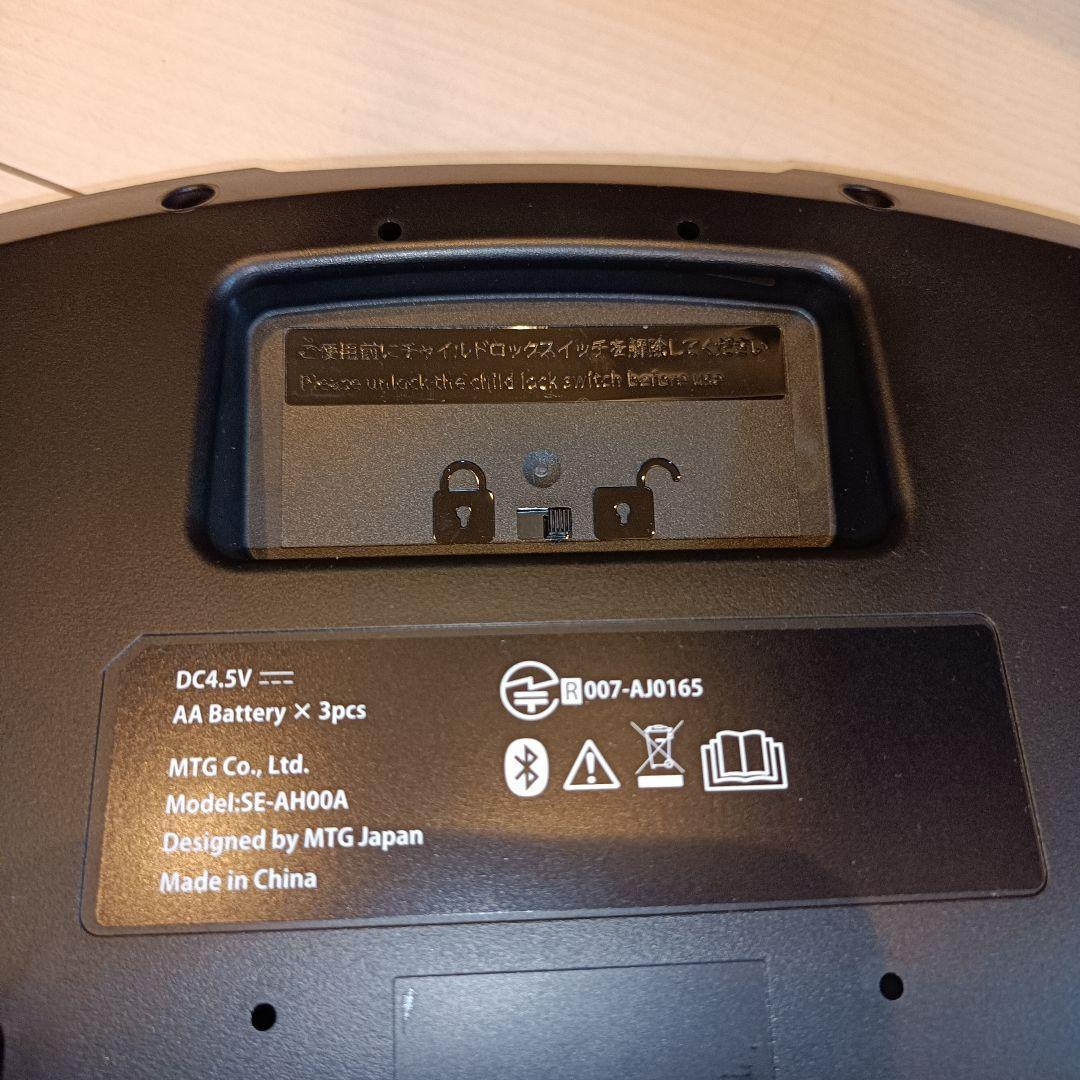 ご使用前にチャイルドロックスイッチを解除してください
Please unlock the child lock switch before use
DC4.5V
AA Battery × 3pcs
MTG Co., Ltd.
Model:SE-AH00A
Designed by MTG Japan
Made in China
R 007-AJ0165